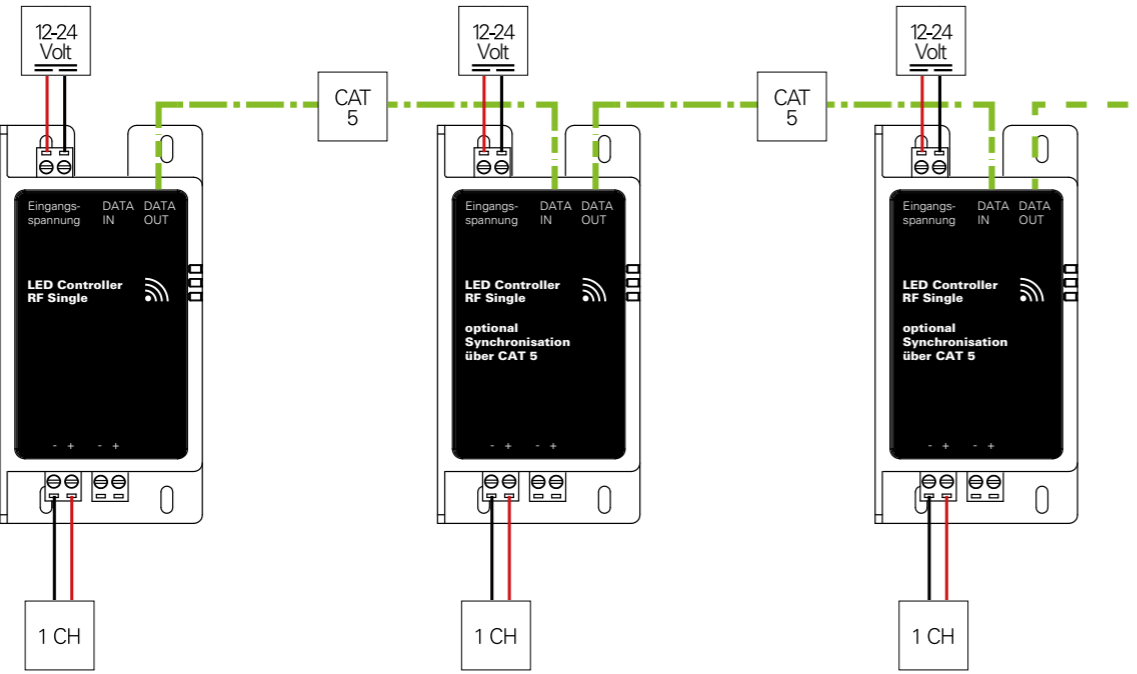 12-24
Volt
12-24
Volt
12-24
Volt
CAT
5
CAT
5
Eingangs-
spannung
DATA
IN
DATA
OUT
LED Controller
RF Single
- + - +
1 CH
Eingangs-
spannung
DATA
IN
DATA
OUT
LED Controller
RF Single
optional
Synchronisation
über CAT 5
- + - +
1 CH
Eingangs-
spannung
DATA
IN
DATA
OUT
LED Controller
RF Single
optional
Synchronisation
über CAT 5
- + - +
1 CH